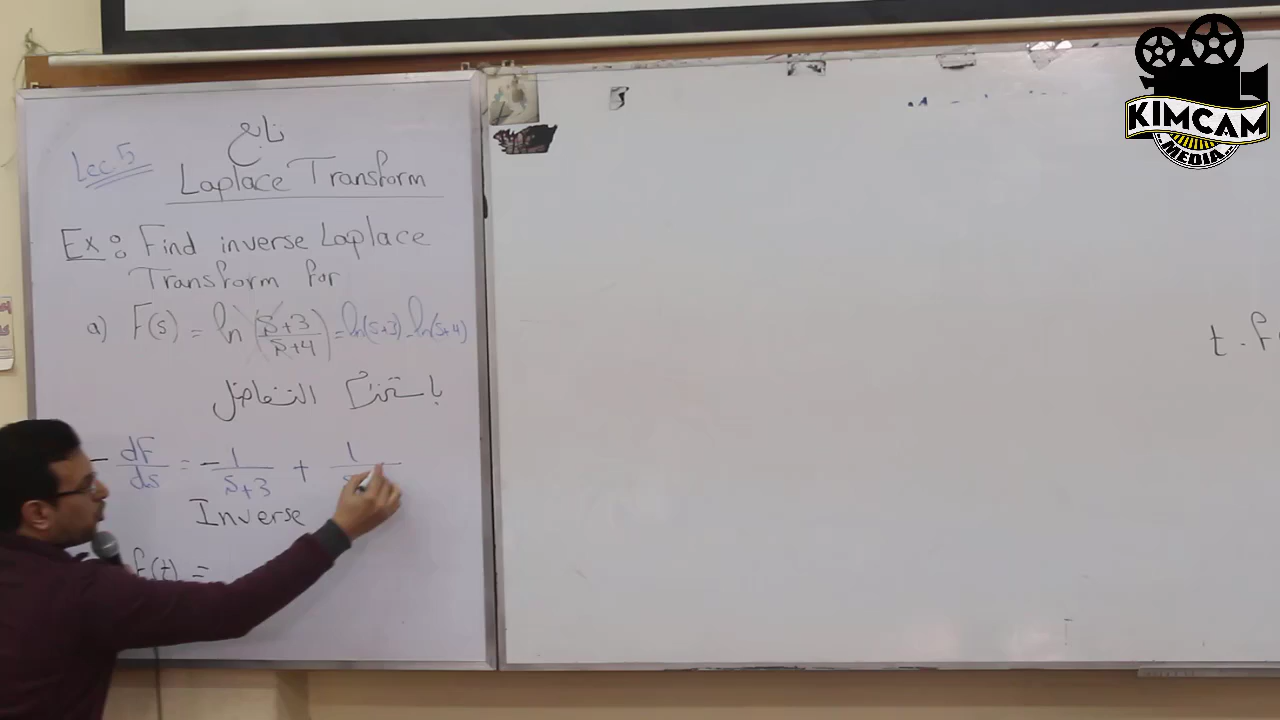 تابع
Lec.5
Laplace Transform
Ex: Find inverse Laplace
Transform for
a) F(s) = ln (s+3/s+4) = ln(s+3) - ln(s+4)
باستخدام التفاضل
- dF/ds = - 1/s+3 + 1/s
Inverse
f(t) =
t . f
KIMCAM
MEDIA